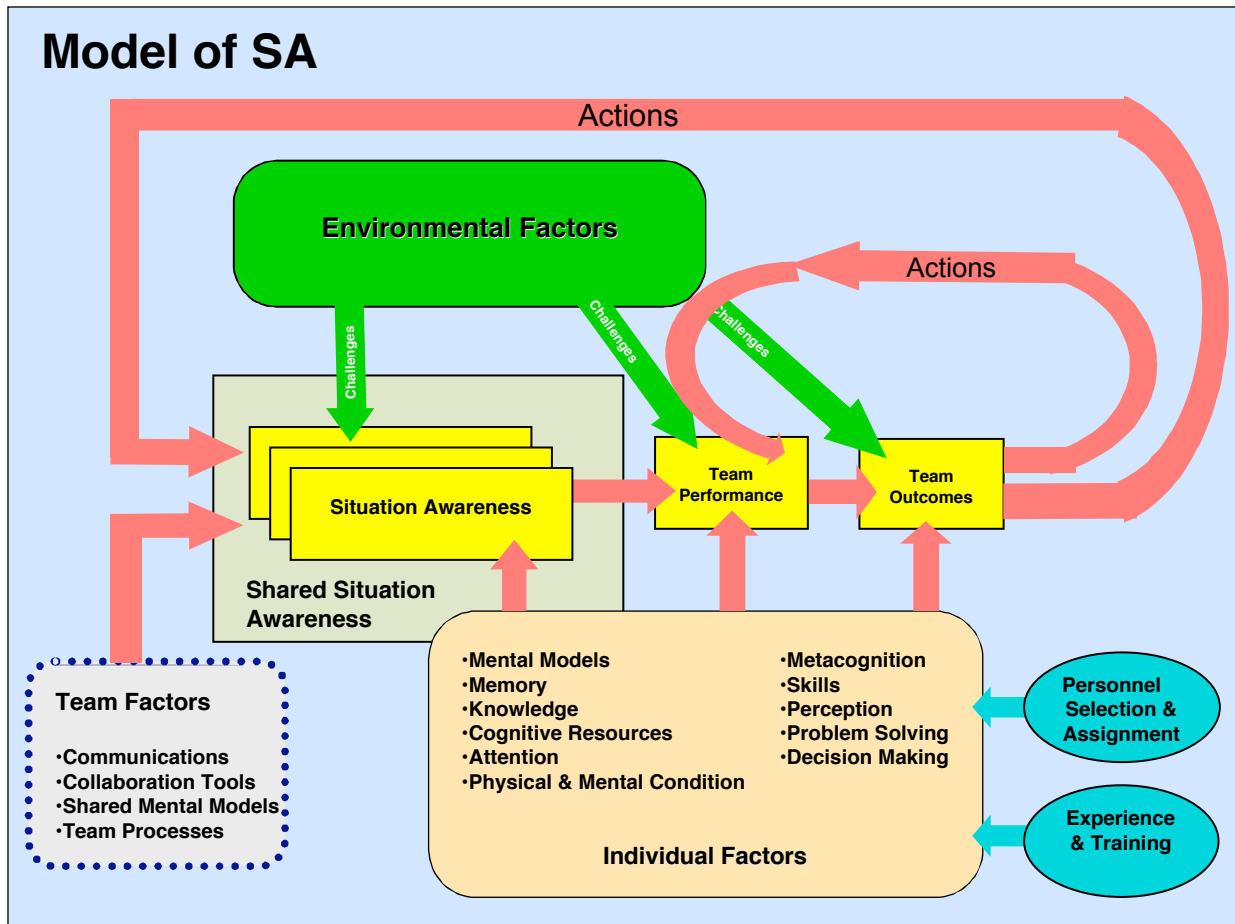 Model of SA
Actions
Environmental Factors
Actions
Challenges
Challenges
Challenges
Situation Awareness
Team
Performance
Team
Outcomes
Shared Situation
Awareness
Team Factors
•Communications
•Collaboration Tools
•Shared Mental Models
•Team Processes
•Mental Models
•Memory
•Knowledge
•Cognitive Resources
•Attention
•Physical & Mental Condition
•Metacognition
•Skills
•Perception
•Problem Solving
•Decision Making
Individual Factors
Personnel
Selection &
Assignment
Experience
& Training